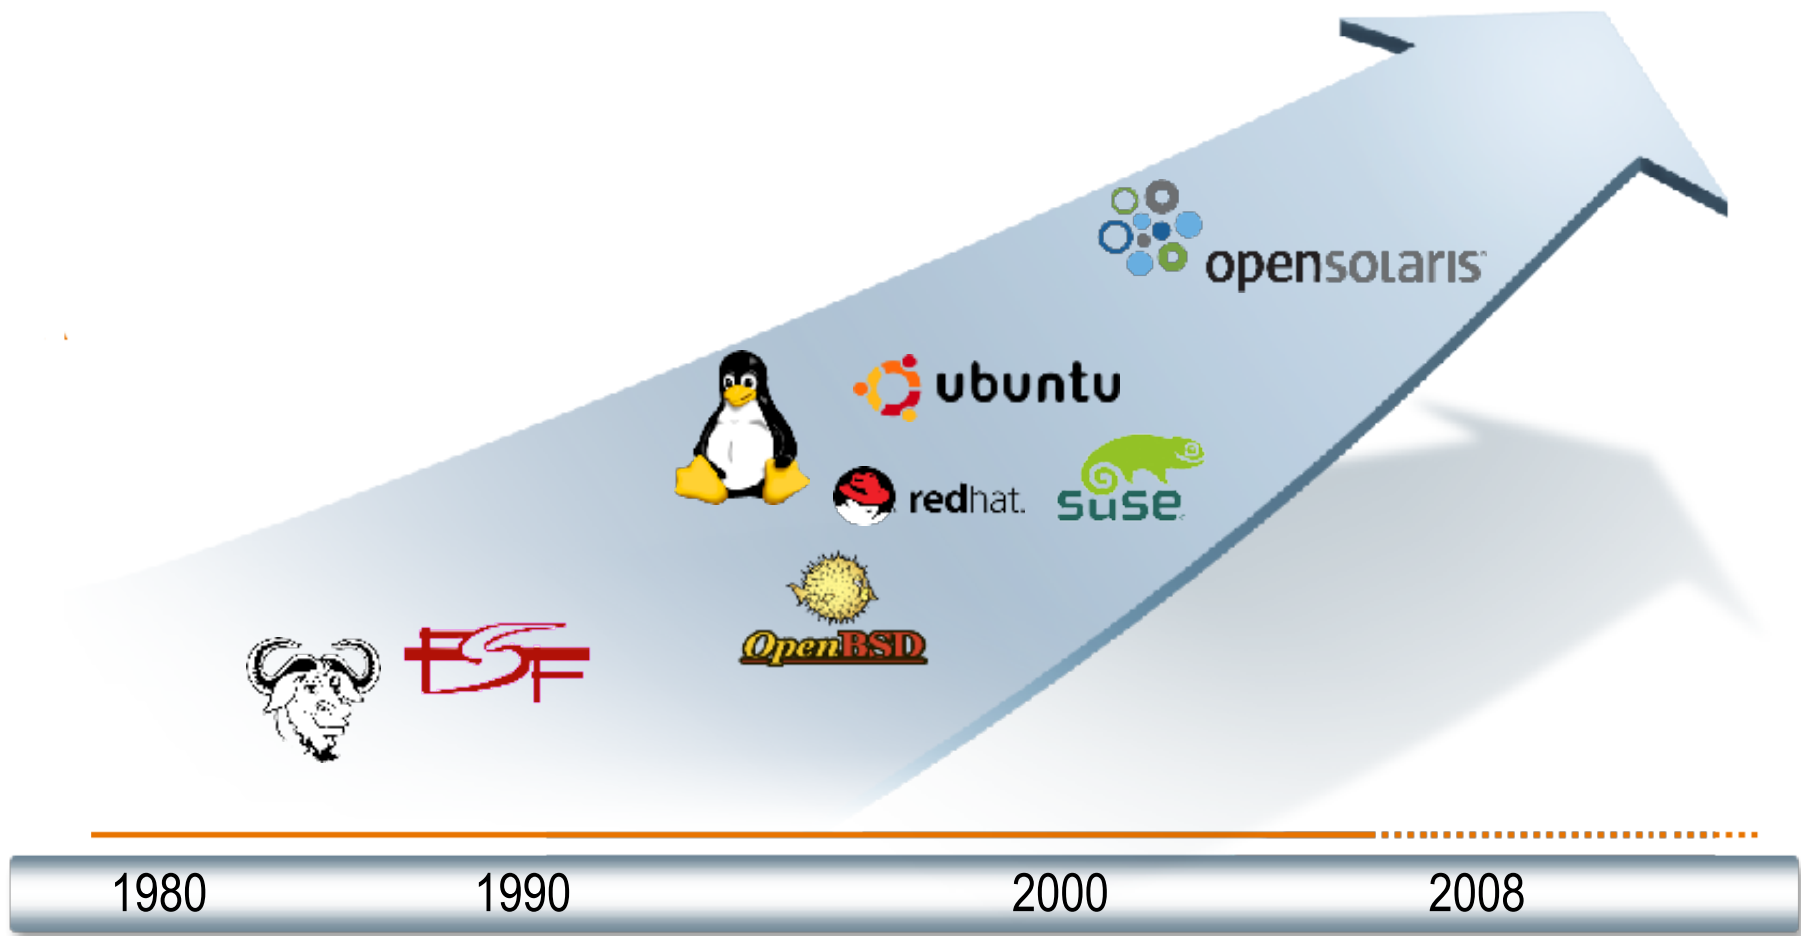 opensolaris
ubuntu
redhat.
suse
OpenBSD
FSF
1980 1990 2000 2008